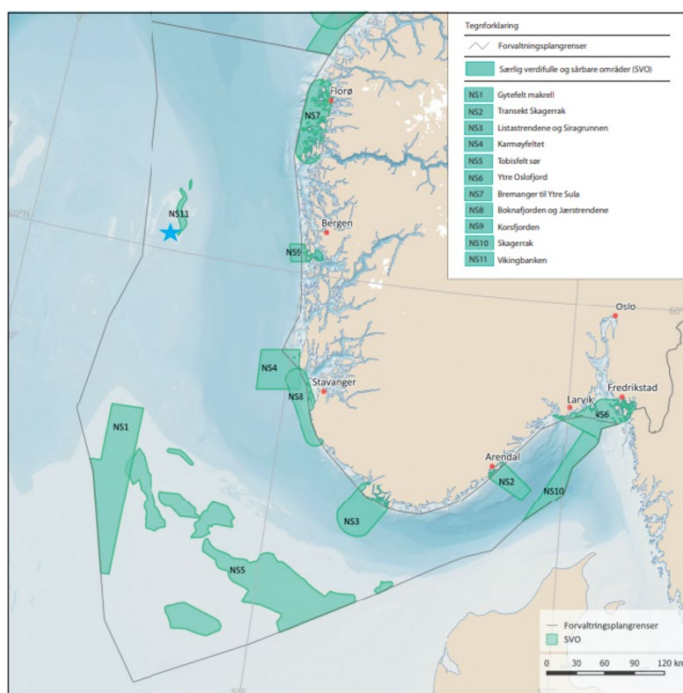 Tegnforklaring
Forvaltningsplangrenser
Særlig verdifulle og sårbare områder (SVO)
NS1 Gytefelt makrell
NS2 Transekt Skagerrak
NS3 Listastrendene og Siragrunnen
NS4 Karmøyfeltet
NS5 Tobisfelt sør
NS6 Ytre Oslofjord
NS7 Bremanger til Ytre Sula
NS8 Boknafjorden og Jærstrendene
NS9 Korsfjorden
NS10 Skagerrak
NS11 Vikingbanken
Florø
NS7
NS11
60°N
Bergen
NS9
Oslo
60°
NS4
Stavanger
NS8
Fredrikstad
Larvik
NS6
NS1
Arendal
NS2
NS10
NS3
NS5
Forvaltningsplangrenser
SVO
0 30 60 90 120 km